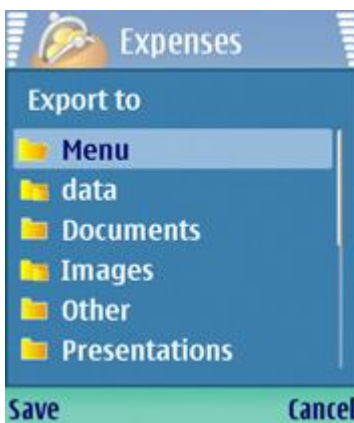 Expenses
Export to
Menu
data
Documents
Images
Other
Presentations
Save Cancel